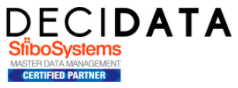 DECIDATA
StiboSystems
MASTER DATA MANAGEMENT
CERTIFIED PARTNER